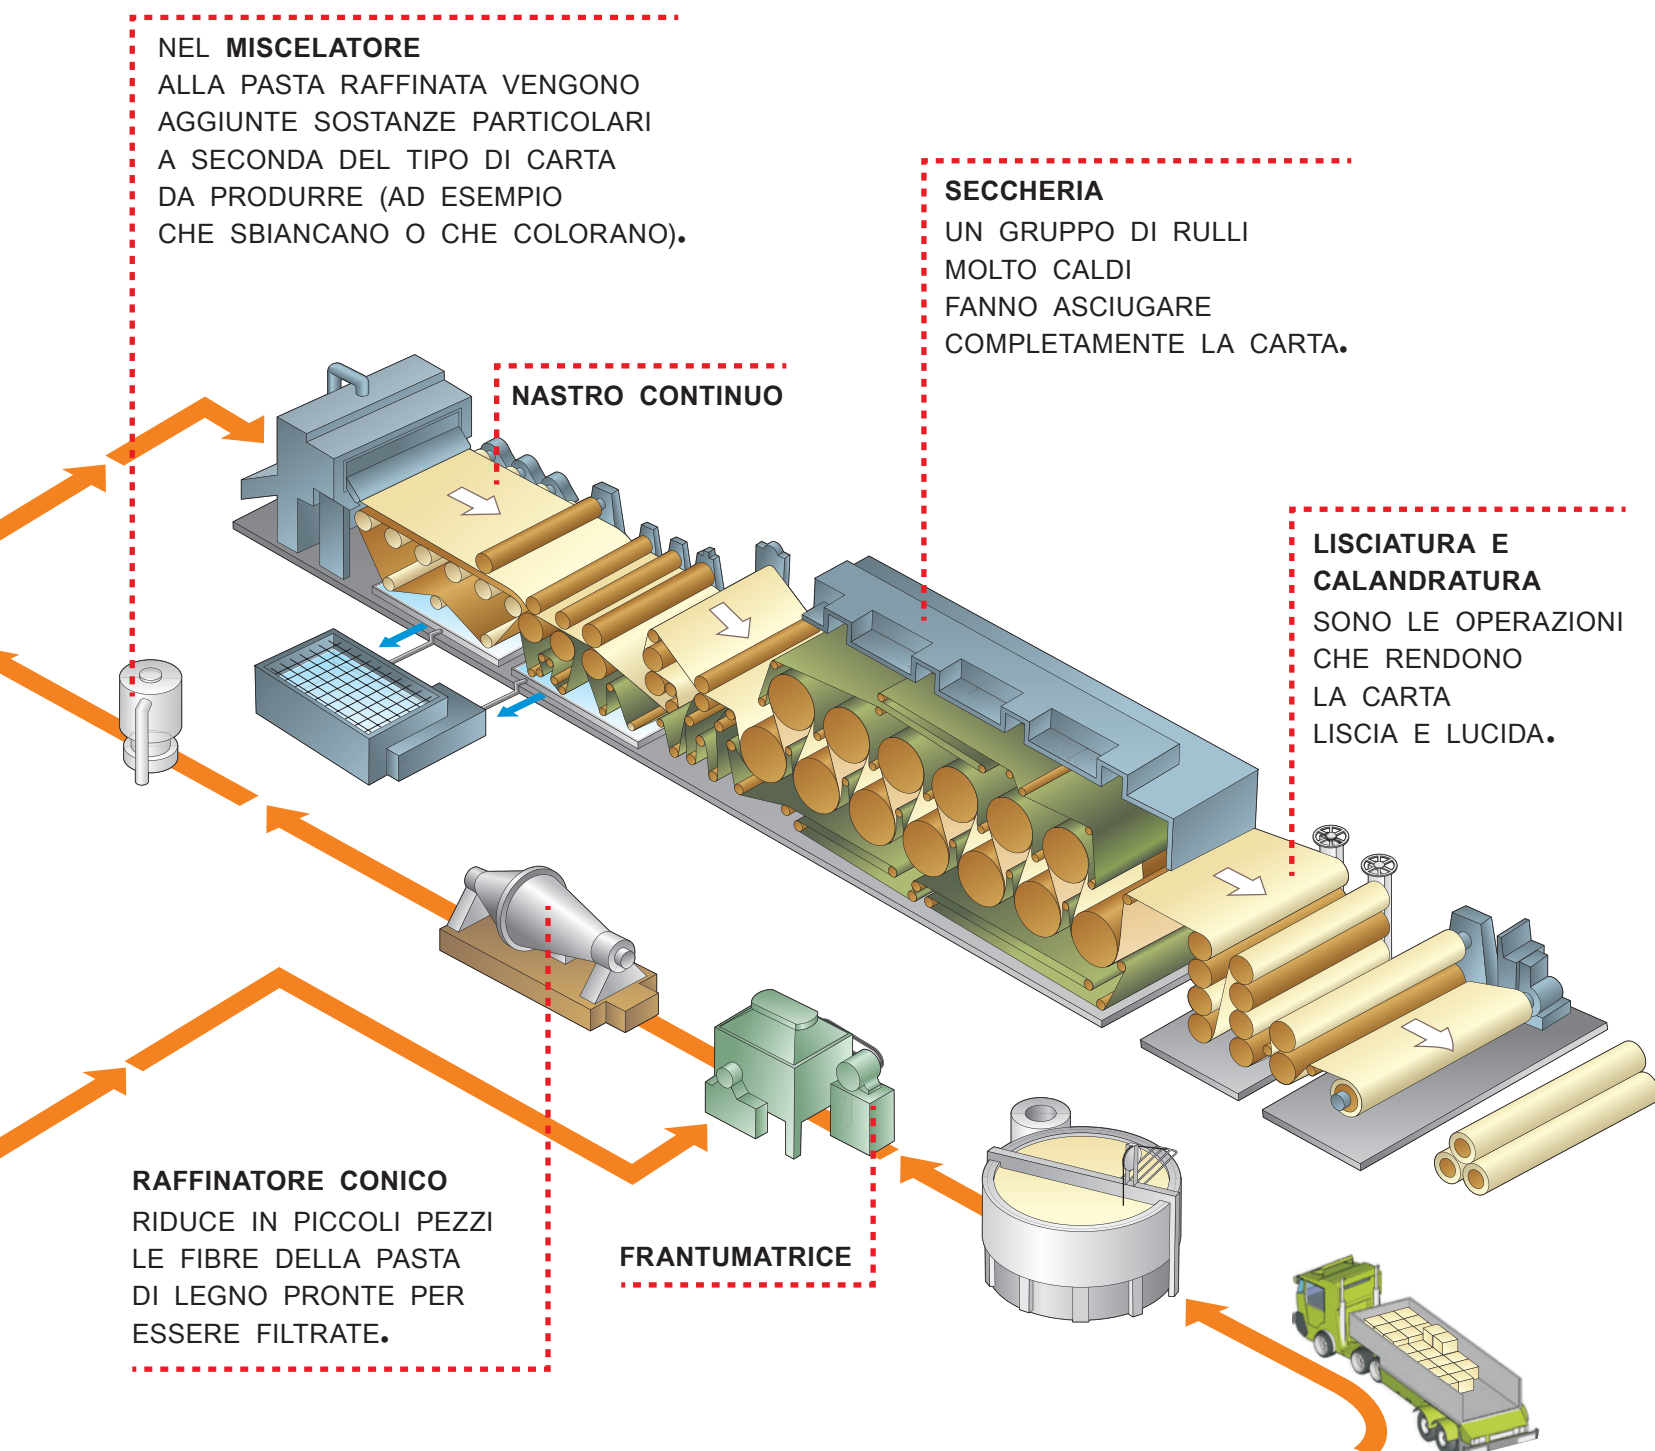 NEL MISCELATORE
ALLA PASTA RAFFINATA VENGONO
AGGIUNTE SOSTANZE PARTICOLARI
A SECONDA DEL TIPO DI CARTA
DA PRODURRE (AD ESEMPIO
CHE SBIANCANO O CHE COLORANO).
SECCHERIA
UN GRUPPO DI RULLI
MOLTO CALDI
FANNO ASCIUGARE
COMPLETAMENTE LA CARTA.
NASTRO CONTINUO
LISCIATURA E
CALANDRATURA
SONO LE OPERAZIONI
CHE RENDONO
LA CARTA
LISCIA E LUCIDA.
RAFFINATORE CONICO
RIDUCE IN PICCOLI PEZZI
LE FIBRE DELLA PASTA
DI LEGNO PRONTE PER
ESSERE FILTRATE.
FRANTUMATRICE